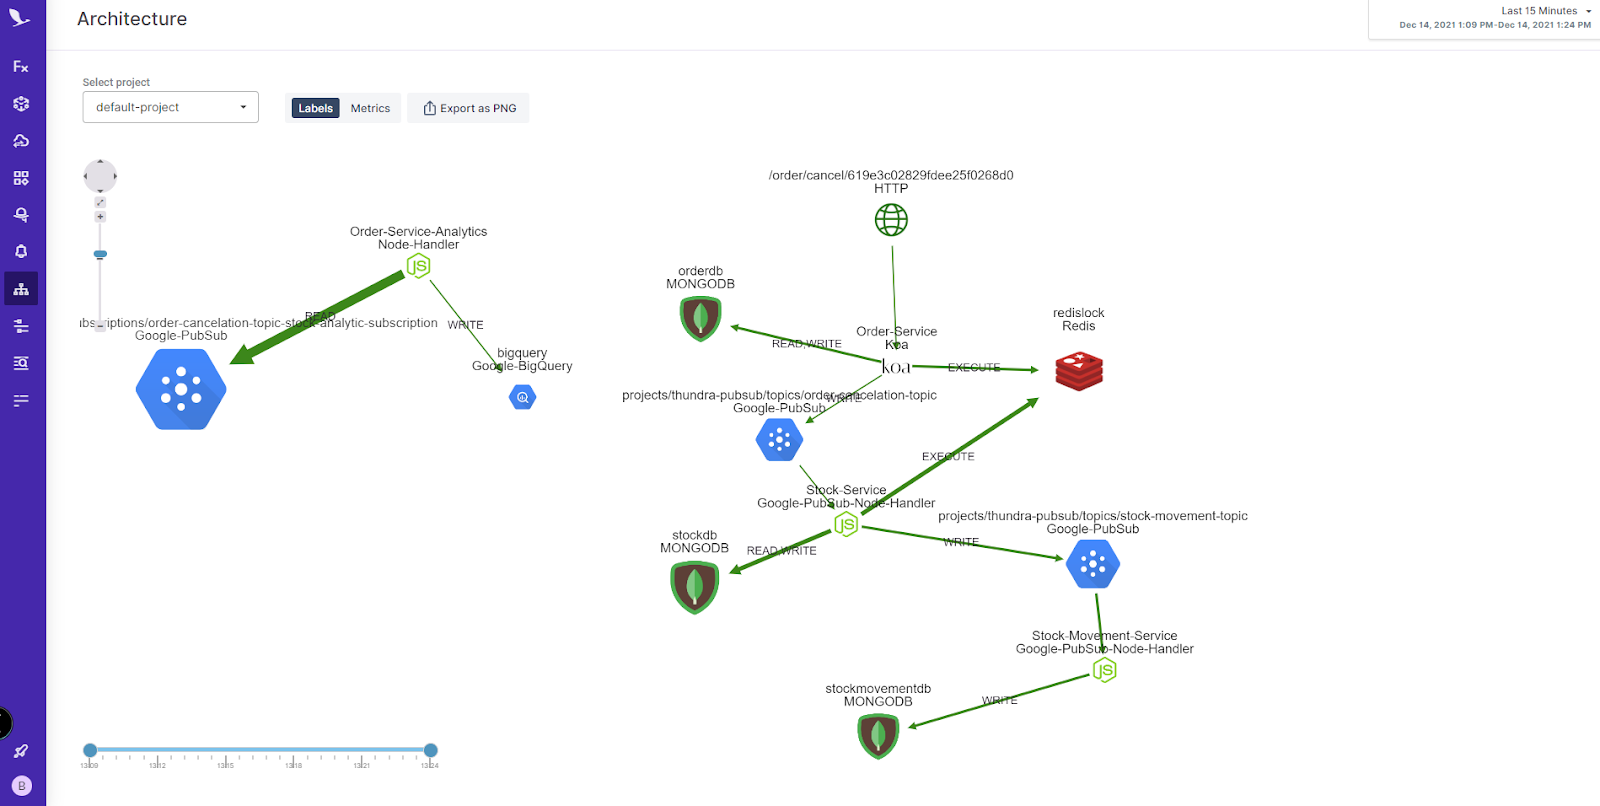 Architecture
Last 15 Minutes
Dec 14, 2021 1:09 PM-Dec 14, 2021 1:24 PM
Fx
Select project
default-project
Labels
Metrics
Export as PNG
/order/cancel/619e3c02829fdee25f0268d0
HTTP
Order-Service-Analytics
Node-Handler
JS
READ
ubscriptions/order-cancelation-topic-stock-analytic-subscription
Google-PubSub
WRITE
bigquery
Google-BigQuery
orderdb
MONGODB
READ,WRITE
Order-Service
Koa
koa
EXECUTE
redislock
Redis
projects/thundra-pubsub/topics/order-cancelation-topic
WRITE
Google-PubSub
EXECUTE
Stock-Service
Google-PubSub-Node-Handler
JS
stockdb
MONGODB
READ,WRITE
WRITE
projects/thundra-pubsub/topics/stock-movement-topic
Google-PubSub
Stock-Movement-Service
Google-PubSub-Node-Handler
JS
WRITE
stockmovementdb
MONGODB
13:09 13:12 13:15 13:18 13:21 13:24
B